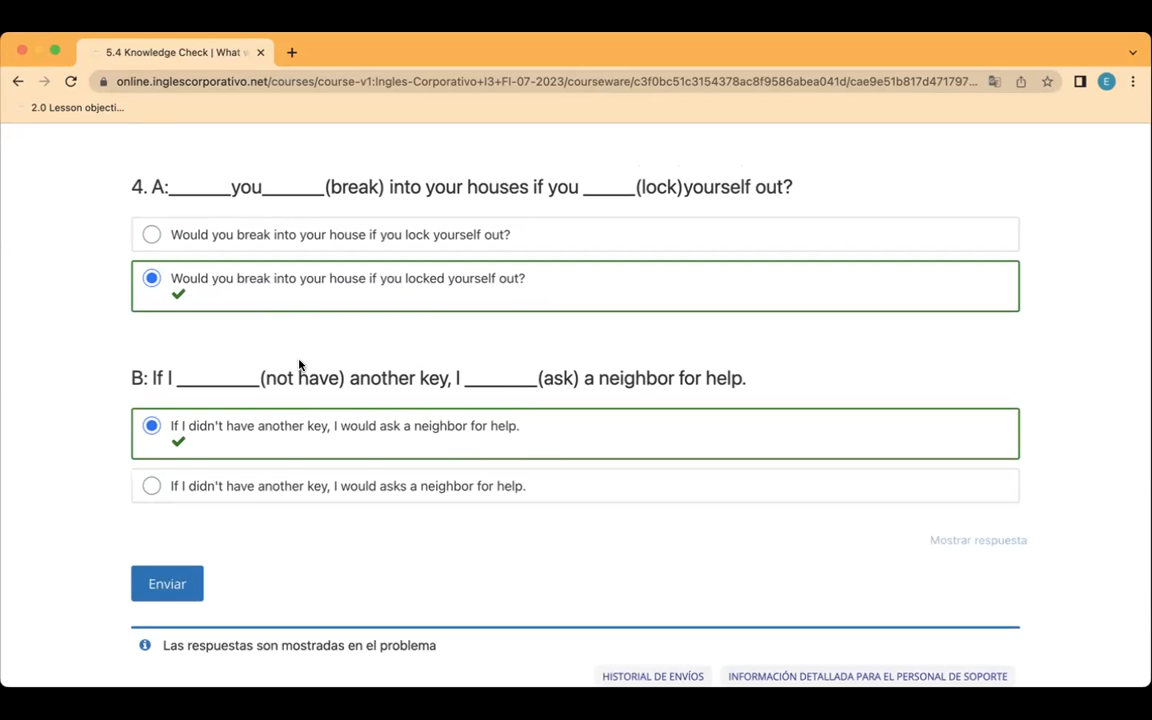 5.4 Knowledge Check | What
online.inglescorporativo.net/courses/course-v1:Ingles-Corporativo+I3+FI-07-2023/courseware/c3f0bc51c3154378ac8f9586abea041d/cae9e51b817d471797...
E
2.0 Lesson objecti...
4. A:_______you_______(break) into your houses if you ______(lock)yourself out?
Would you break into your house if you lock yourself out?
Would you break into your house if you locked yourself out?
B: If I _________(not have) another key, I ________(ask) a neighbor for help.
If I didn't have another key, I would ask a neighbor for help.
If I didn't have another key, I would asks a neighbor for help.
Mostrar respuesta
Enviar
Las respuestas son mostradas en el problema
HISTORIAL DE ENVÍOS
INFORMACIÓN DETALLADA PARA EL PERSONAL DE SOPORTE